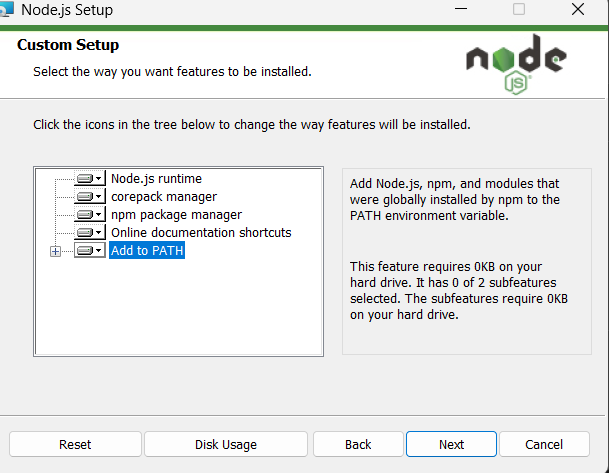 Node.js Setup
Custom Setup
Select the way you want features to be installed.
node
JS
Click the icons in the tree below to change the way features will be installed.
Node.js runtime
corepack manager
npm package manager
Online documentation shortcuts
Add to PATH
Add Node.js, npm, and modules that
were globally installed by npm to the
PATH environment variable.
This feature requires 0KB on your
hard drive. It has 0 of 2 subfeatures
selected. The subfeatures require 0KB
on your hard drive.
Reset
Disk Usage
Back
Next
Cancel